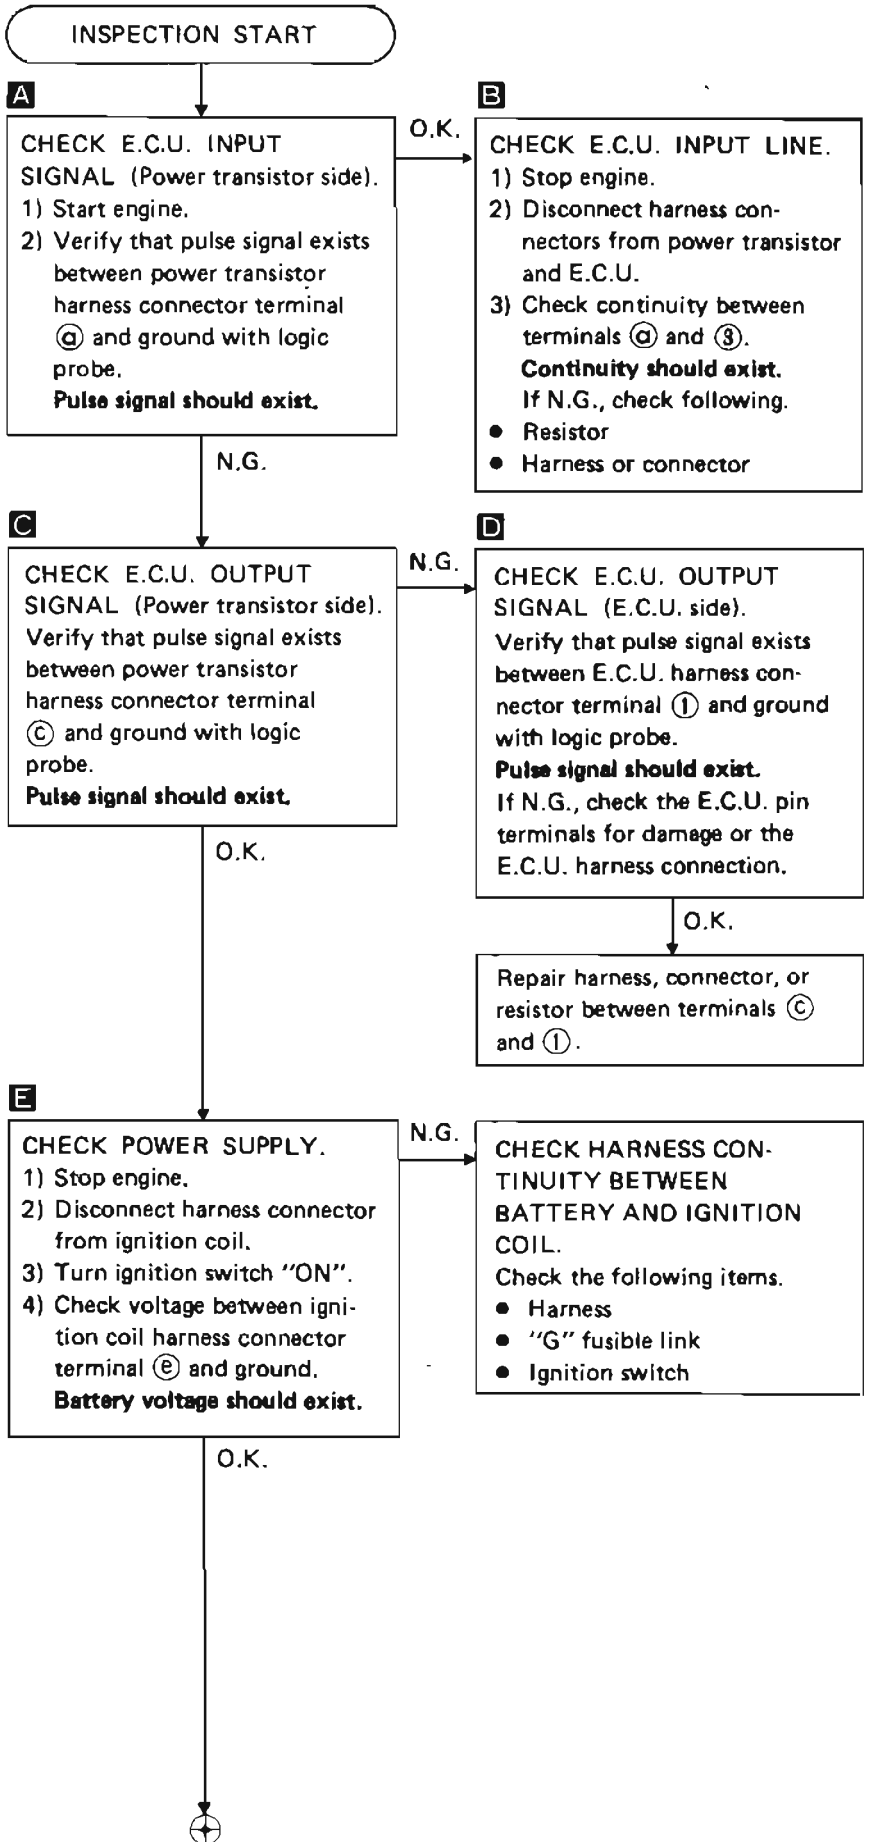 INSPECTION START
A
CHECK E.C.U. INPUT
SIGNAL (Power transistor side).
1) Start engine.
2) Verify that pulse signal exists
between power transistor
harness connector terminal
ⓐ and ground with logic
probe.
Pulse signal should exist.
O.K.
B
CHECK E.C.U. INPUT LINE.
1) Stop engine.
2) Disconnect harness con-
nectors from power transistor
and E.C.U.
3) Check continuity between
terminals ⓐ and ③.
Continuity should exist.
If N.G., check following.
● Resistor
● Harness or connector
N.G.
C
CHECK E.C.U. OUTPUT
SIGNAL (Power transistor side).
Verify that pulse signal exists
between power transistor
harness connector terminal
ⓒ and ground with logic
probe.
Pulse signal should exist.
N.G.
D
CHECK E.C.U. OUTPUT
SIGNAL (E.C.U. side).
Verify that pulse signal exists
between E.C.U. harness con-
nector terminal ① and ground
with logic probe.
Pulse signal should exist.
If N.G., check the E.C.U. pin
terminals for damage or the
E.C.U. harness connection.
O.K.
O.K.
Repair harness, connector, or
resistor between terminals ⓒ
and ①.
E
CHECK POWER SUPPLY.
1) Stop engine.
2) Disconnect harness connector
from ignition coil.
3) Turn ignition switch "ON".
4) Check voltage between igni-
tion coil harness connector
terminal ⓔ and ground.
Battery voltage should exist.
N.G.
CHECK HARNESS CON-
TINUITY BETWEEN
BATTERY AND IGNITION
COIL.
Check the following items.
● Harness
● "G" fusible link
● Ignition switch
O.K.